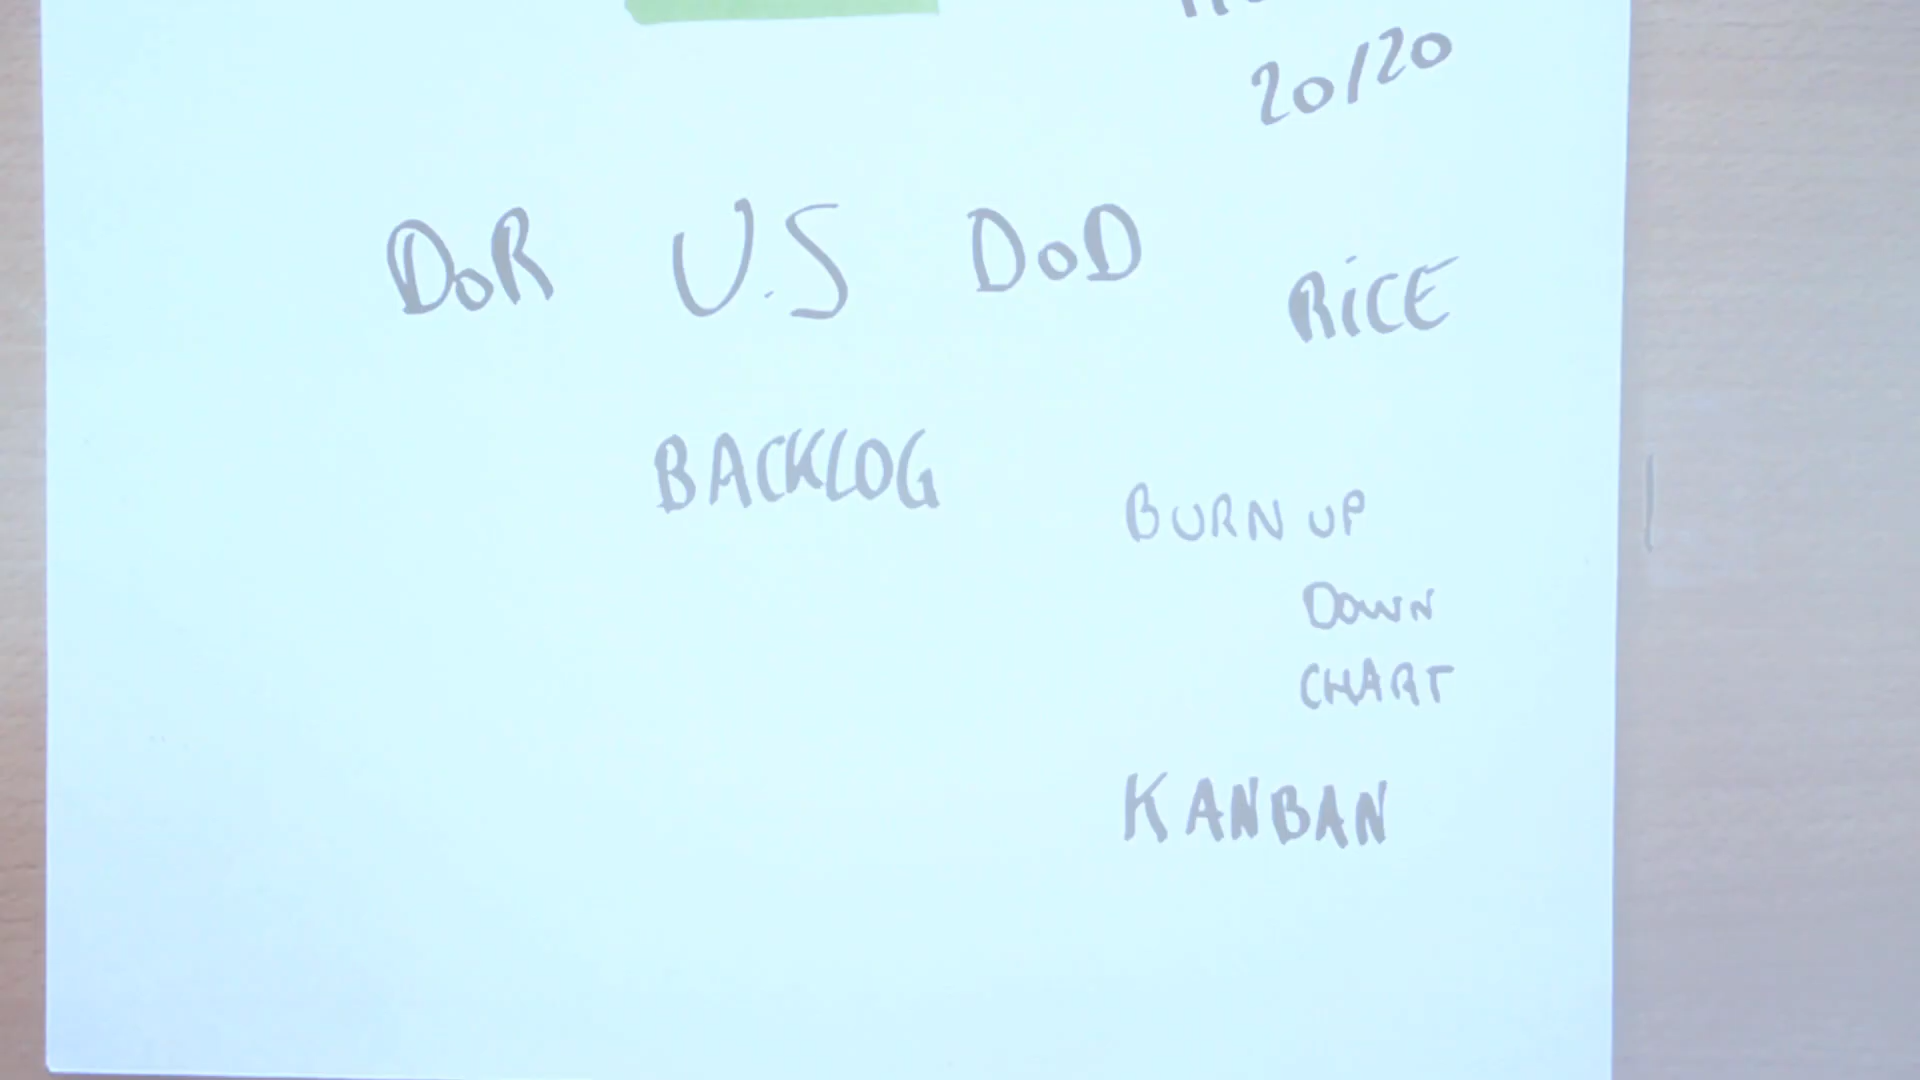 20/20
DoR U.S DoD
RiCE
BACKLOG
BURN UP
DOWN
CHART
KANBAN